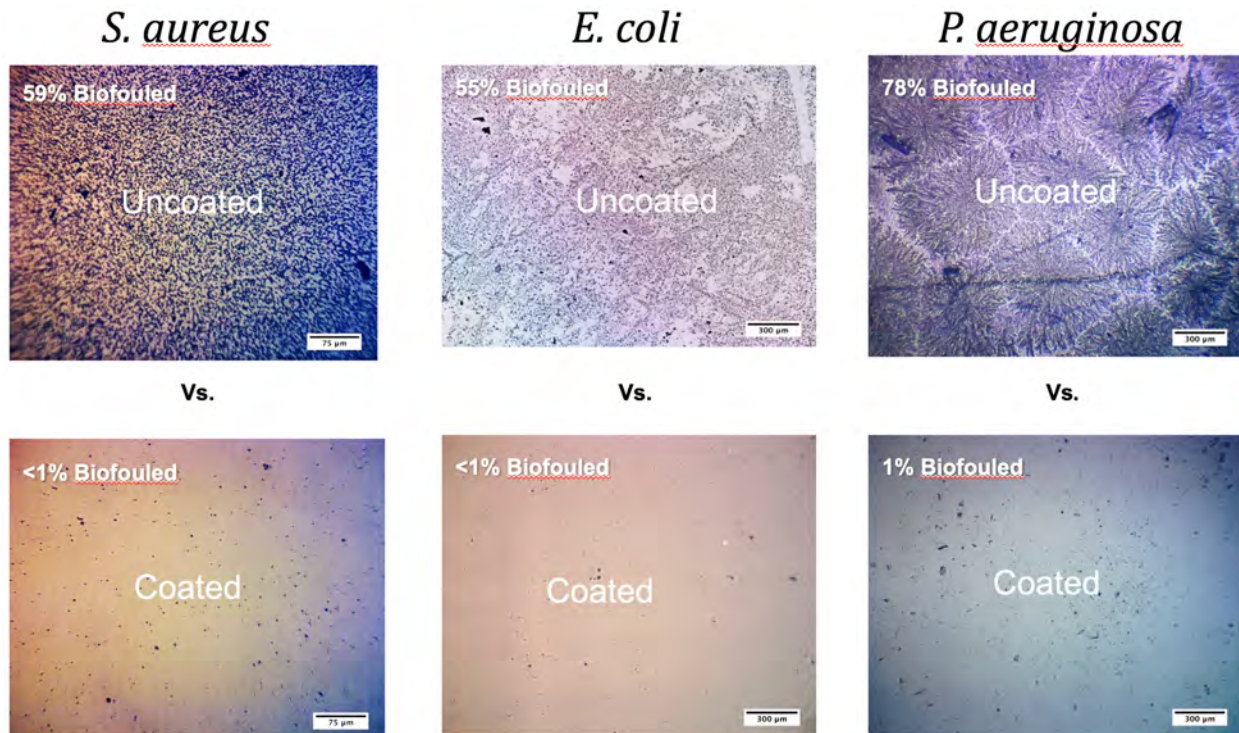 S. aureus
E. coli
P. aeruginosa
59% Biofouled
55% Biofouled
78% Biofouled
Uncoated
Uncoated
Uncoated
75 µm
300 µm
300 µm
Vs.
Vs.
Vs.
<1% Biofouled
<1% Biofouled
1% Biofouled
Coated
Coated
Coated
75 µm
300 µm
300 µm